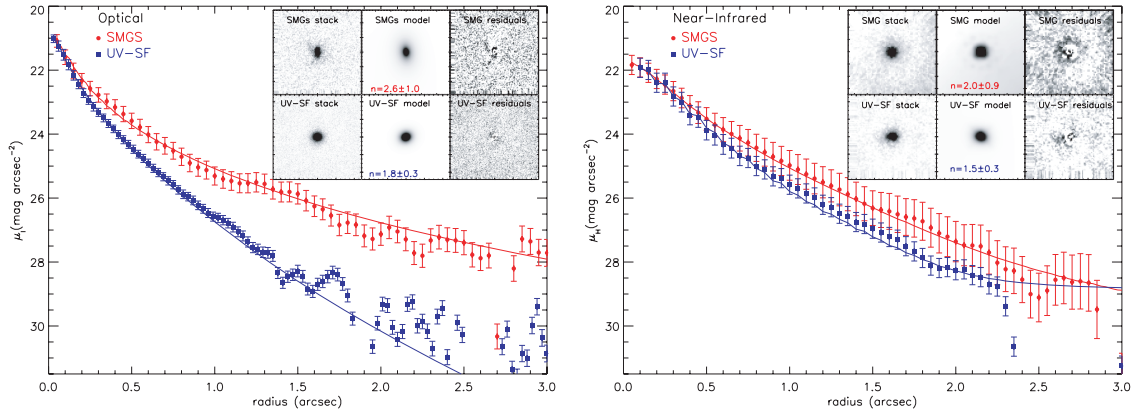 Optical
SMGS
UV-SF
SMGs stack
SMGs model
SMG residuals
n=2.6±1.0
UV-SF stack
UV-SF model
UV-SF residuals
n=1.8±0.3
22
24
26
28
30
μI(mag arcsec-2)
0.0
0.5
1.0
1.5
2.0
2.5
3.0
radius (arcsec)
Near-Infrared
SMGS
UV-SF
SMG stack
SMG model
SMG residuals
n=2.0±0.9
UV-SF stack
UV-SF model
UV-SF residuals
n=1.5±0.3
22
24
26
28
30
μH(mag arcsec-2)
0.0
0.5
1.0
1.5
2.0
2.5
3.0
radius (arcsec)